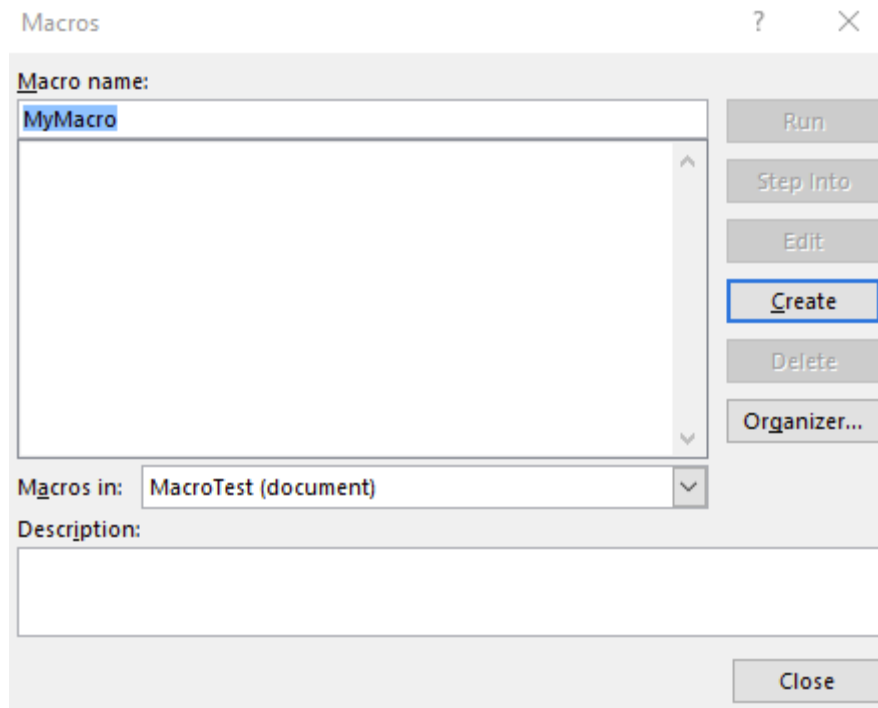 Macros
Macro name:
MyMacro
Run
Step Into
Edit
Create
Delete
Organizer...
Macros in: MacroTest (document)
Description:
Close